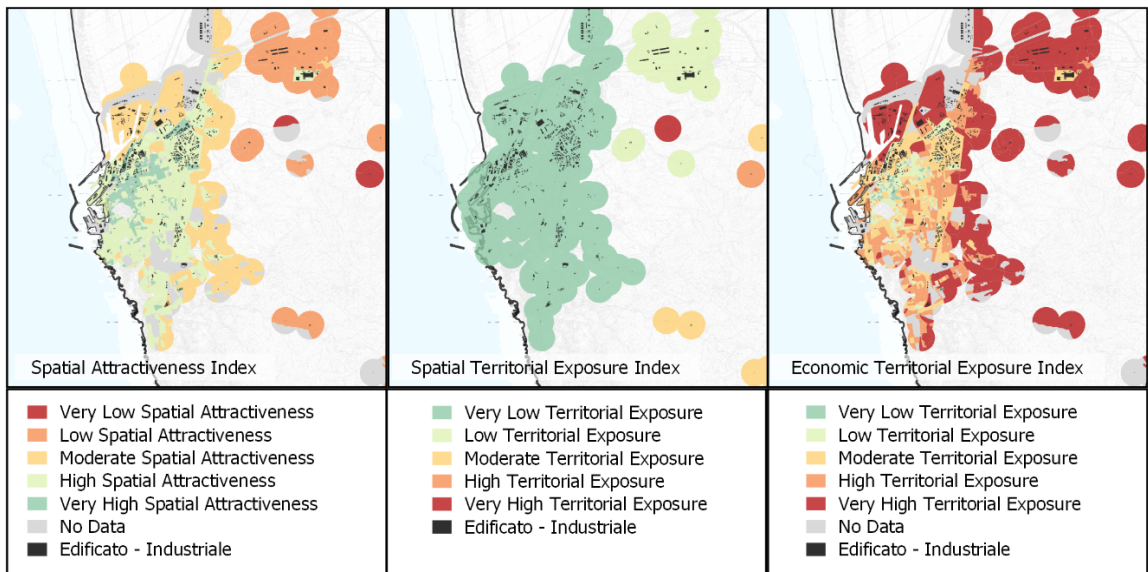 Spatial Attractiveness Index
Spatial Territorial Exposure Index
Economic Territorial Exposure Index
Very Low Spatial Attractiveness
Low Spatial Attractiveness
Moderate Spatial Attractiveness
High Spatial Attractiveness
Very High Spatial Attractiveness
No Data
Edificato - Industriale
Very Low Territorial Exposure
Low Territorial Exposure
Moderate Territorial Exposure
High Territorial Exposure
Very High Territorial Exposure
Edificato - Industriale
Very Low Territorial Exposure
Low Territorial Exposure
Moderate Territorial Exposure
High Territorial Exposure
Very High Territorial Exposure
No Data
Edificato - Industriale